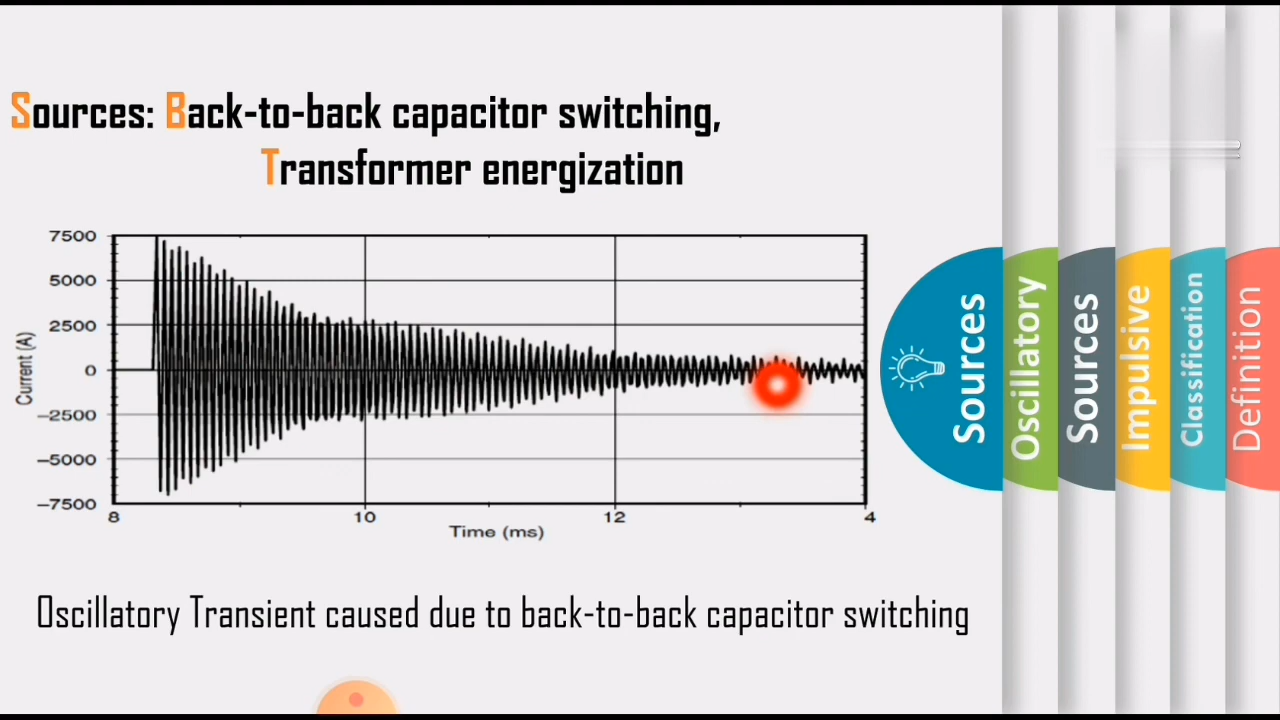 Sources: Back-to-back capacitor switching,
Transformer energization
7500
5000
2500
0
−2500
−5000
−7500
Current (A)
8
10
12
4
Time (ms)
Oscillatory Transient caused due to back-to-back capacitor switching
Sources
Oscillatory
Sources
Impulsive
Classification
Definition